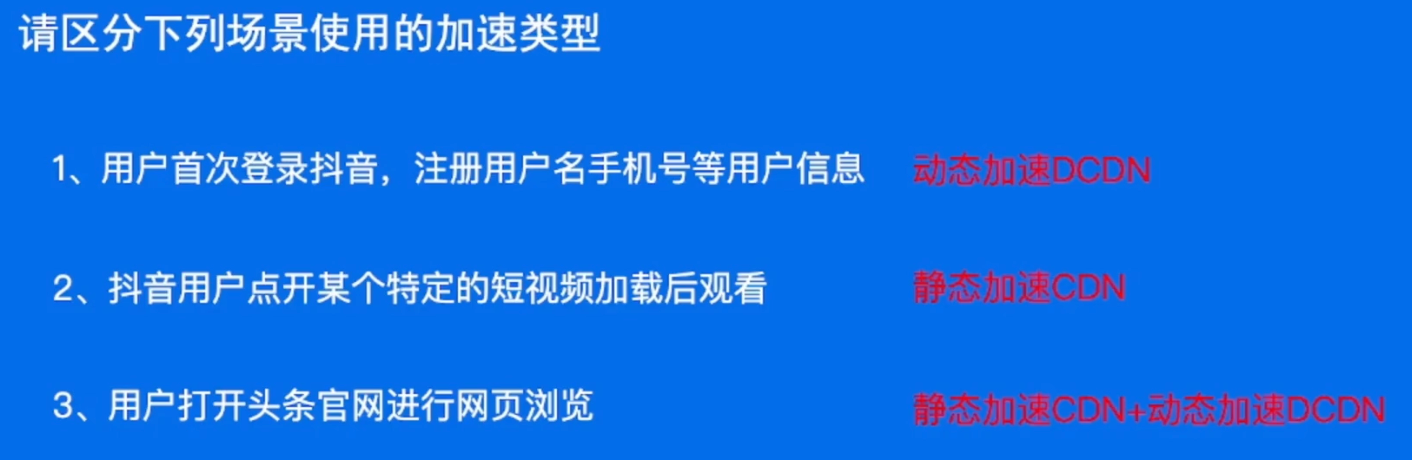 请区分下列场景使用的加速类型
1、用户首次登录抖音，注册用户名手机号等用户信息 动态加速DCDN
2、抖音用户点开某个特定的短视频加载后观看 静态加速CDN
3、用户打开头条官网进行网页浏览 静态加速CDN+动态加速DCDN